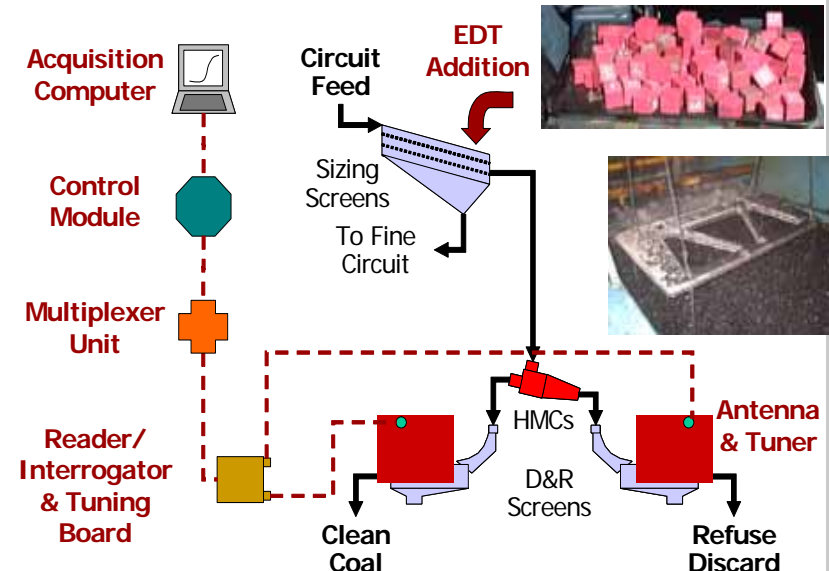 Acquisition
Computer
Circuit
Feed
EDT
Addition
Control
Module
Sizing
Screens
To Fine
Circuit
Multiplexer
Unit
Reader/
Interrogator
& Tuning
Board
HMCs
Antenna
& Tuner
D&R
Screens
Clean
Coal
Refuse
Discard